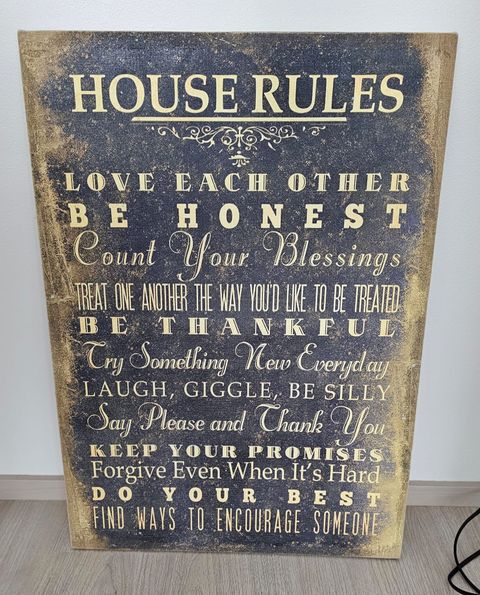 HOUSE RULES
LOVE EACH OTHER
BE HONEST
Count Your Blessings
TREAT ONE ANOTHER THE WAY YOU'D LIKE TO BE TREATED
BE THANKFUL
Try Something New Everyday
LAUGH, GIGGLE, BE SILLY
Say Please and Thank You
KEEP YOUR PROMISES
Forgive Even When It's Hard
DO YOUR BEST
FIND WAYS TO ENCOURAGE SOMEONE